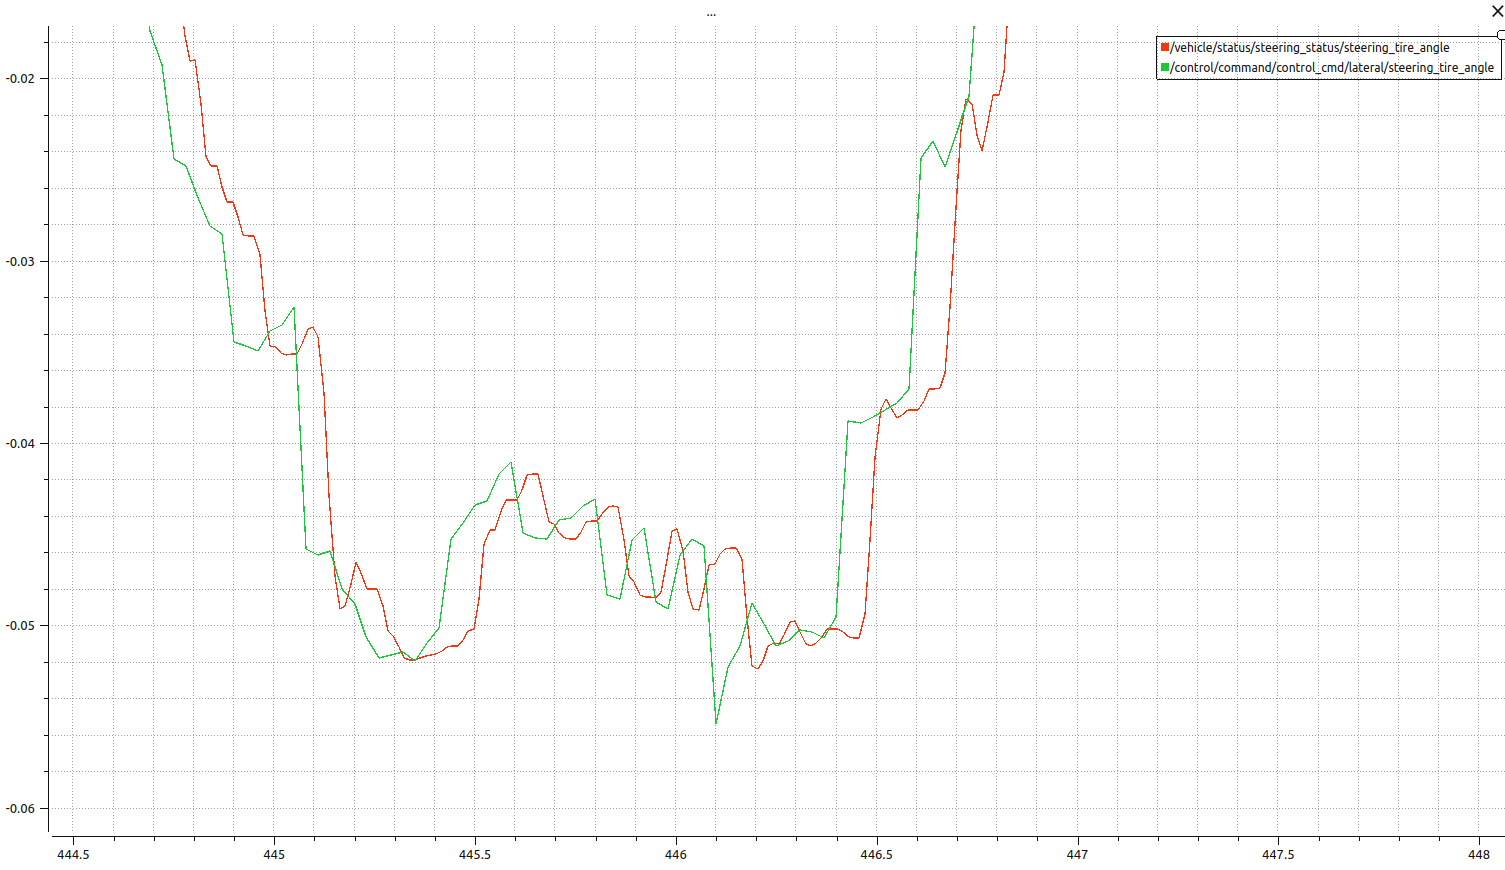 ...
/vehicle/status/steering_status/steering_tire_angle
/control/command/control_cmd/lateral/steering_tire_angle
-0.02
-0.03
-0.04
-0.05
-0.06
444.5 445 445.5 446 446.5 447 447.5 448